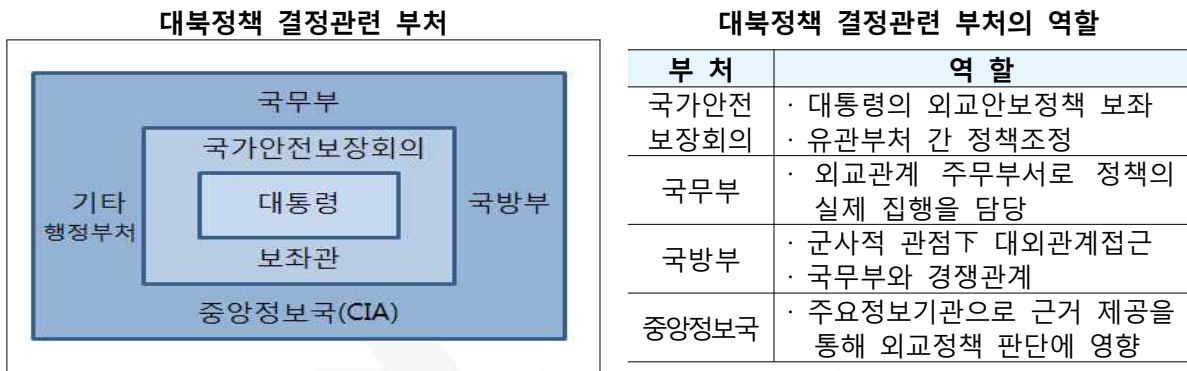 대북정책 결정관련 부처
국무부
국가안전보장회의
기타
행정부처
대통령
국방부
보좌관
중앙정보국(CIA)
대북정책 결정관련 부처의 역할
부 처
역 할
국가안전
보장회의
· 대통령의 외교안보정책 보좌
· 유관부처 간 정책조정
국무부
· 외교관계 주무부서로 정책의
실제 집행을 담당
국방부
· 군사적 관점下 대외관계접근
· 국무부와 경쟁관계
중앙정보국
· 주요정보기관으로 근거 제공을
통해 외교정책 판단에 영향